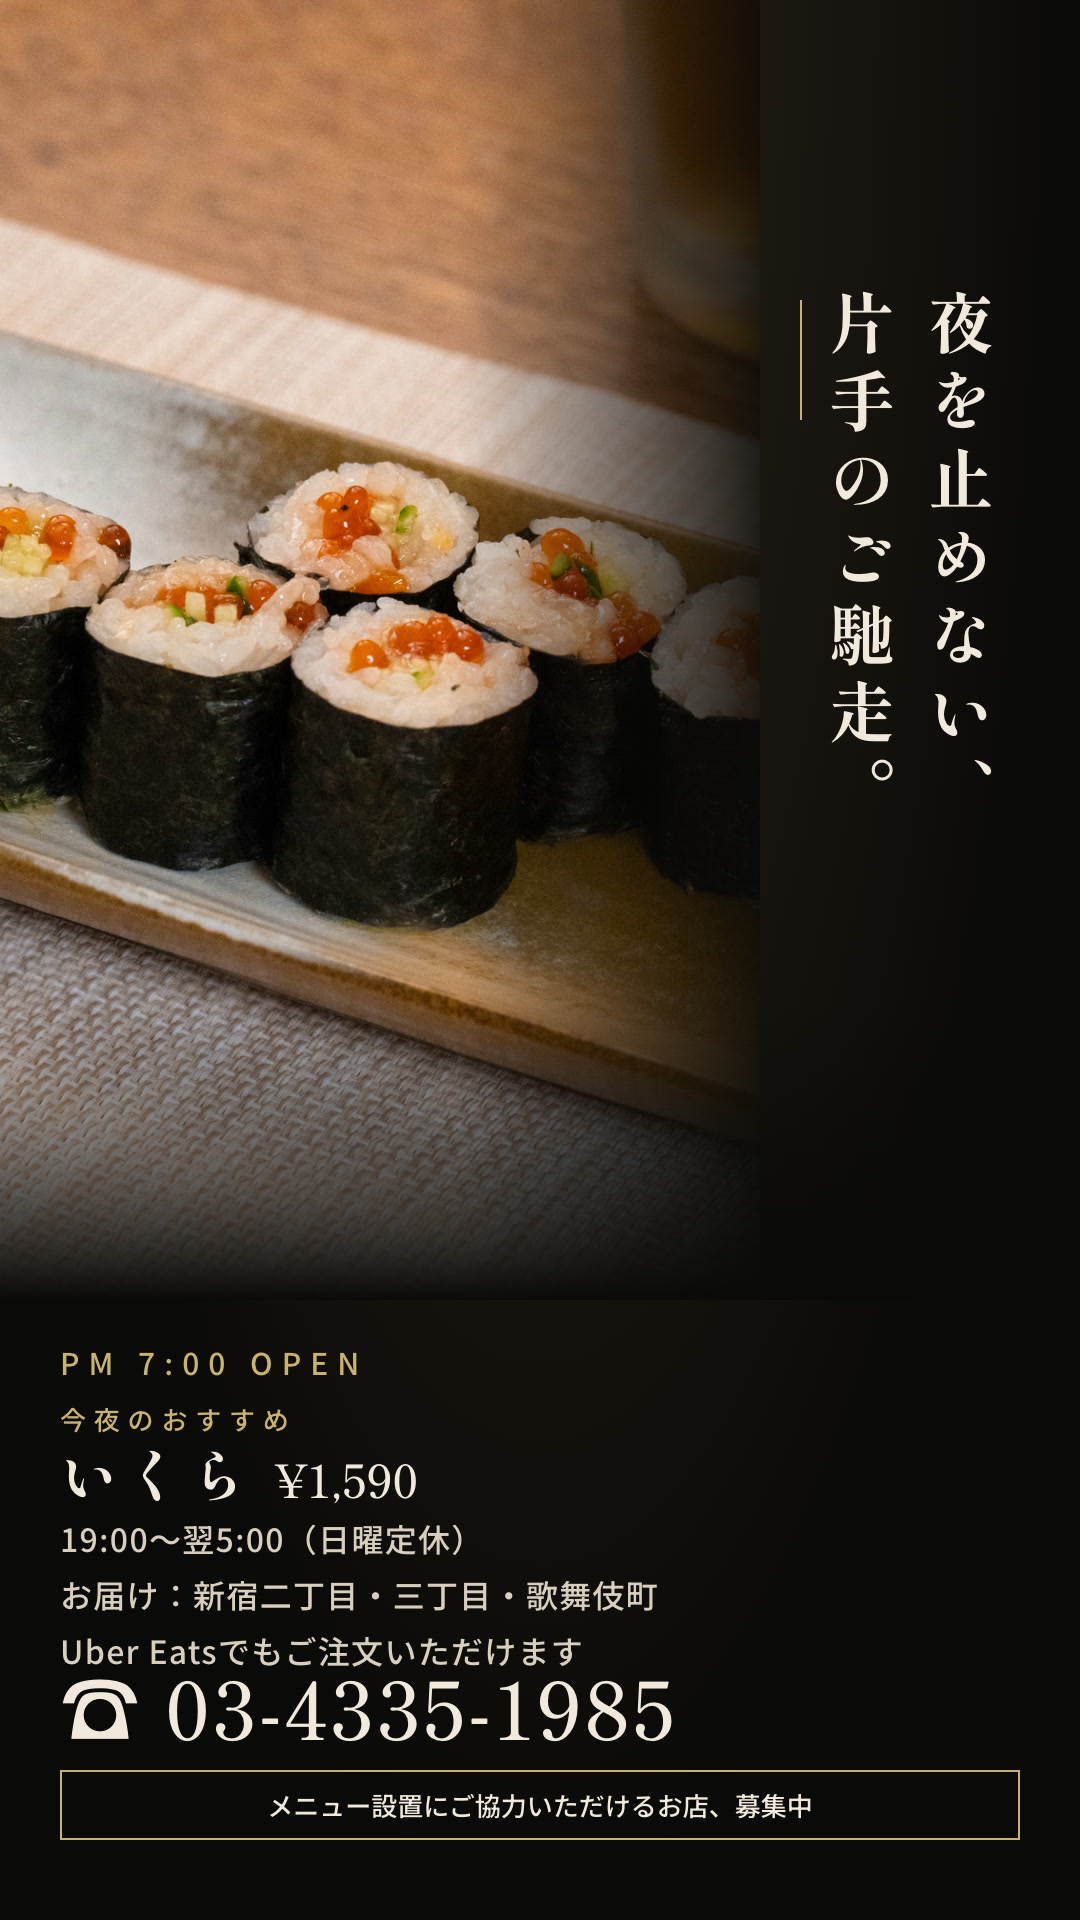 夜を止めない、
片手のご馳走。
PM 7:00 OPEN
今夜のおすすめ
いくら ¥1,590
19:00〜翌5:00（日曜定休）
お届け：新宿二丁目・三丁目・歌舞伎町
Uber Eatsでもご注文いただけます
☎ 03-4335-1985
メニュー設置にご協力いただけるお店、募集中